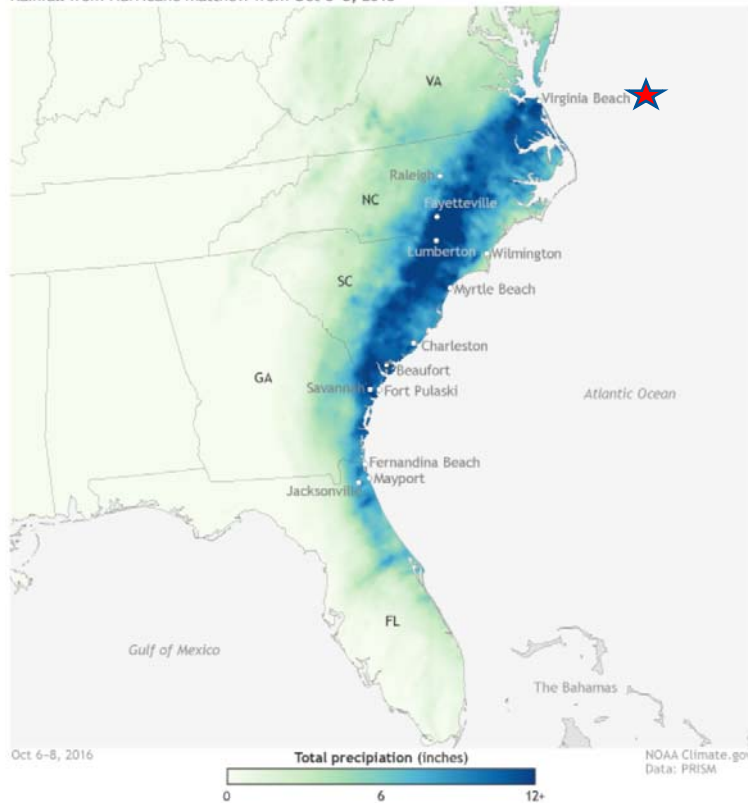 VA
Virginia Beach
Raleigh
NC
Fayetteville
Lumberton
Wilmington
SC
Myrtle Beach
Charleston
GA
Beaufort
Savannah
Fort Pulaski
Atlantic Ocean
Fernandina Beach
Mayport
Jacksonville
FL
Gulf of Mexico
The Bahamas
Oct 6–8, 2016
Total precipiation (inches)
NOAA Climate.gov
Data: PRISM
0
6
12+